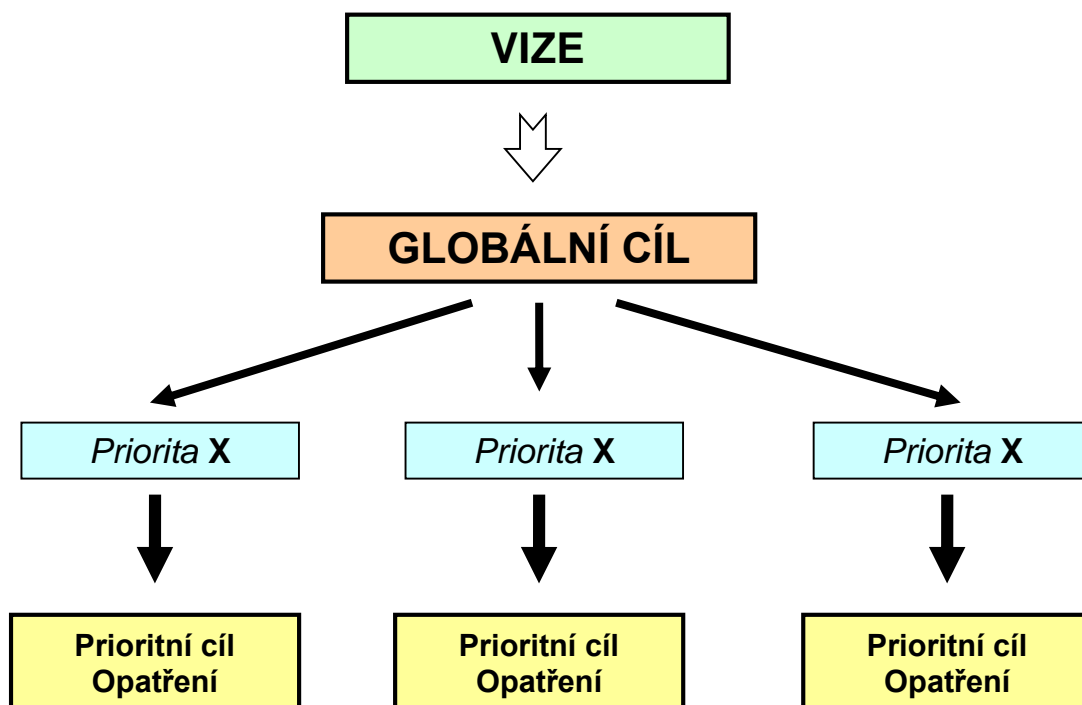 VIZE
GLOBÁLNÍ CÍL
Priorita X
Priorita X
Priorita X
Prioritní cíl
Opatření
Prioritní cíl
Opatření
Prioritní cíl
Opatření